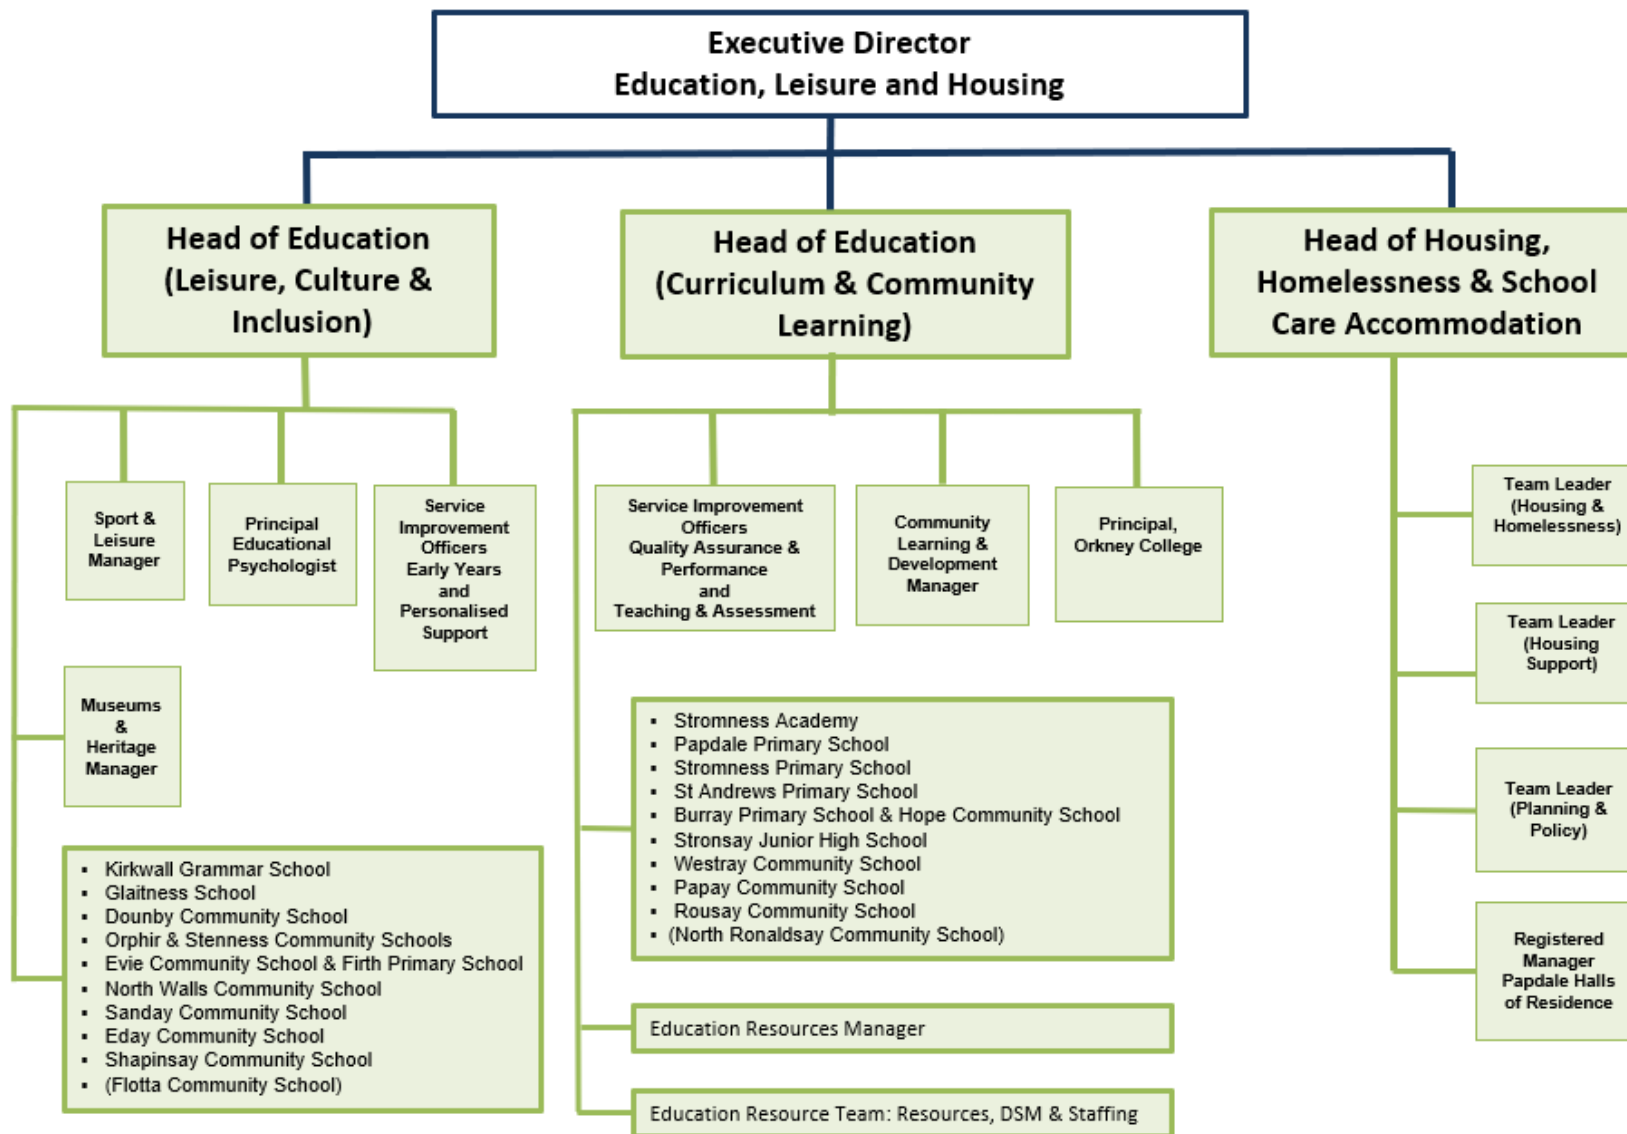 Executive Director
Education, Leisure and Housing
Head of Education
(Leisure, Culture &
Inclusion)
Head of Education
(Curriculum & Community
Learning)
Head of Housing,
Homelessness & School
Care Accommodation
Sport &
Leisure
Manager
Principal
Educational
Psychologist
Service
Improvement
Officers
Early Years
and
Personalised
Support
Museums
&
Heritage
Manager
▪ Kirkwall Grammar School
▪ Glaitness School
▪ Dounby Community School
▪ Orphir & Stenness Community Schools
▪ Evie Community School & Firth Primary School
▪ North Walls Community School
▪ Sanday Community School
▪ Eday Community School
▪ Shapinsay Community School
▪ (Flotta Community School)
Service Improvement
Officers
Quality Assurance &
Performance
and
Teaching & Assessment
Community
Learning &
Development
Manager
Principal,
Orkney College
▪ Stromness Academy
▪ Papdale Primary School
▪ Stromness Primary School
▪ St Andrews Primary School
▪ Burray Primary School & Hope Community School
▪ Stronsay Junior High School
▪ Westray Community School
▪ Papay Community School
▪ Rousay Community School
▪ (North Ronaldsay Community School)
Education Resources Manager
Education Resource Team: Resources, DSM & Staffing
Team Leader
(Housing &
Homelessness)
Team Leader
(Housing
Support)
Team Leader
(Planning &
Policy)
Registered
Manager
Papdale Halls
of Residence